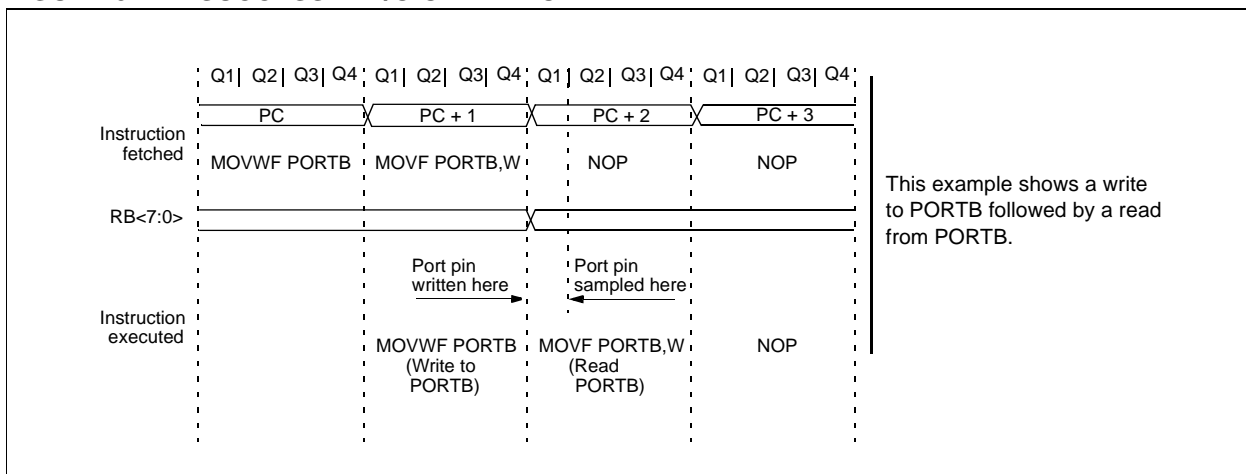 Q1| Q2| Q3| Q4 Q1| Q2| Q3| Q4 Q1| Q2| Q3| Q4 Q1| Q2| Q3| Q4
PC PC + 1 PC + 2 PC + 3
Instruction
fetched
MOVWF PORTB MOVF PORTB,W NOP NOP
RB<7:0>
Port pin
written here
Port pin
sampled here
Instruction
executed
MOVWF PORTB
(Write to
PORTB)
MOVF PORTB,W
(Read
PORTB)
NOP
This example shows a write
to PORTB followed by a read
from PORTB.